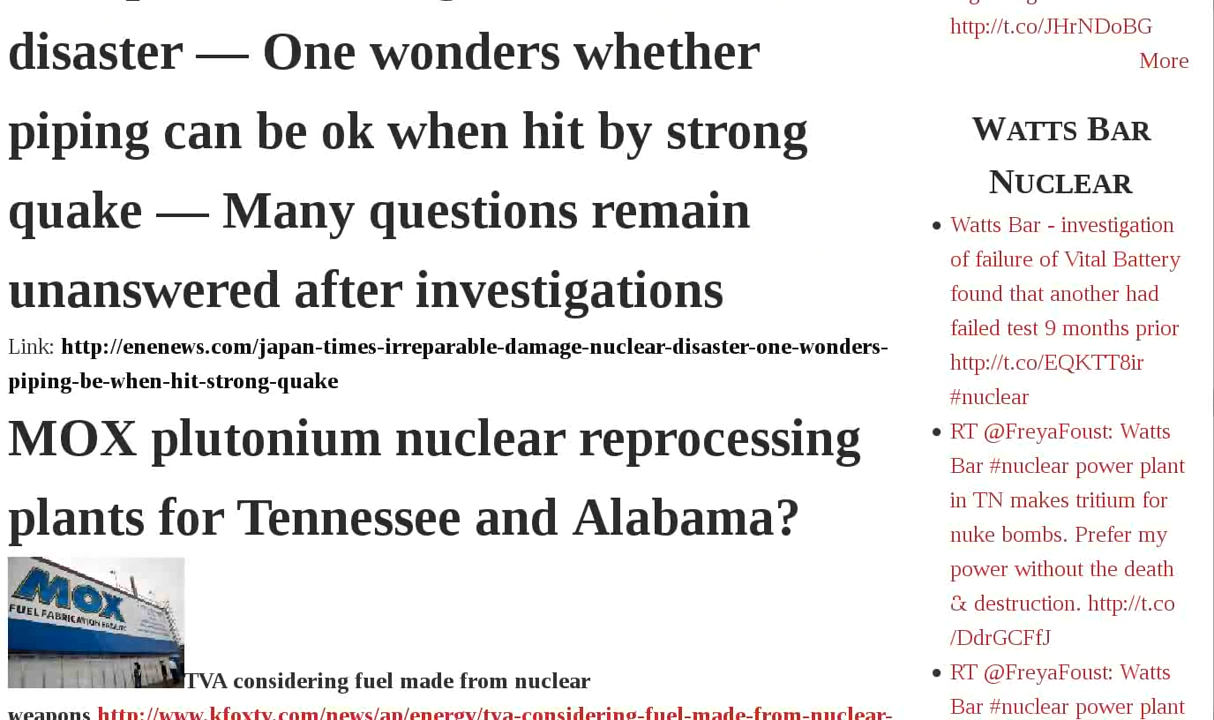 disaster — One wonders whether
piping can be ok when hit by strong
quake — Many questions remain
unanswered after investigations
Link: http://enenews.com/japan-times-irreparable-damage-nuclear-disaster-one-wonders-
piping-be-when-hit-strong-quake
MOX plutonium nuclear reprocessing
plants for Tennessee and Alabama?
MOX
FUEL FABRICATION FACILITY
TVA considering fuel made from nuclear
weapons http://www.kfoxtv.com/news/ap/energy/tva-considering-fuel-made-from-nuclear-
http://t.co/JHrNDoBG
More
WATTS BAR
NUCLEAR
• Watts Bar - investigation
of failure of Vital Battery
found that another had
failed test 9 months prior
http://t.co/EQKTT8ir
#nuclear
• RT @FreyaFoust: Watts
Bar #nuclear power plant
in TN makes tritium for
nuke bombs. Prefer my
power without the death
& destruction. http://t.co
/DdrGCFfJ
• RT @FreyaFoust: Watts
Bar #nuclear power plant